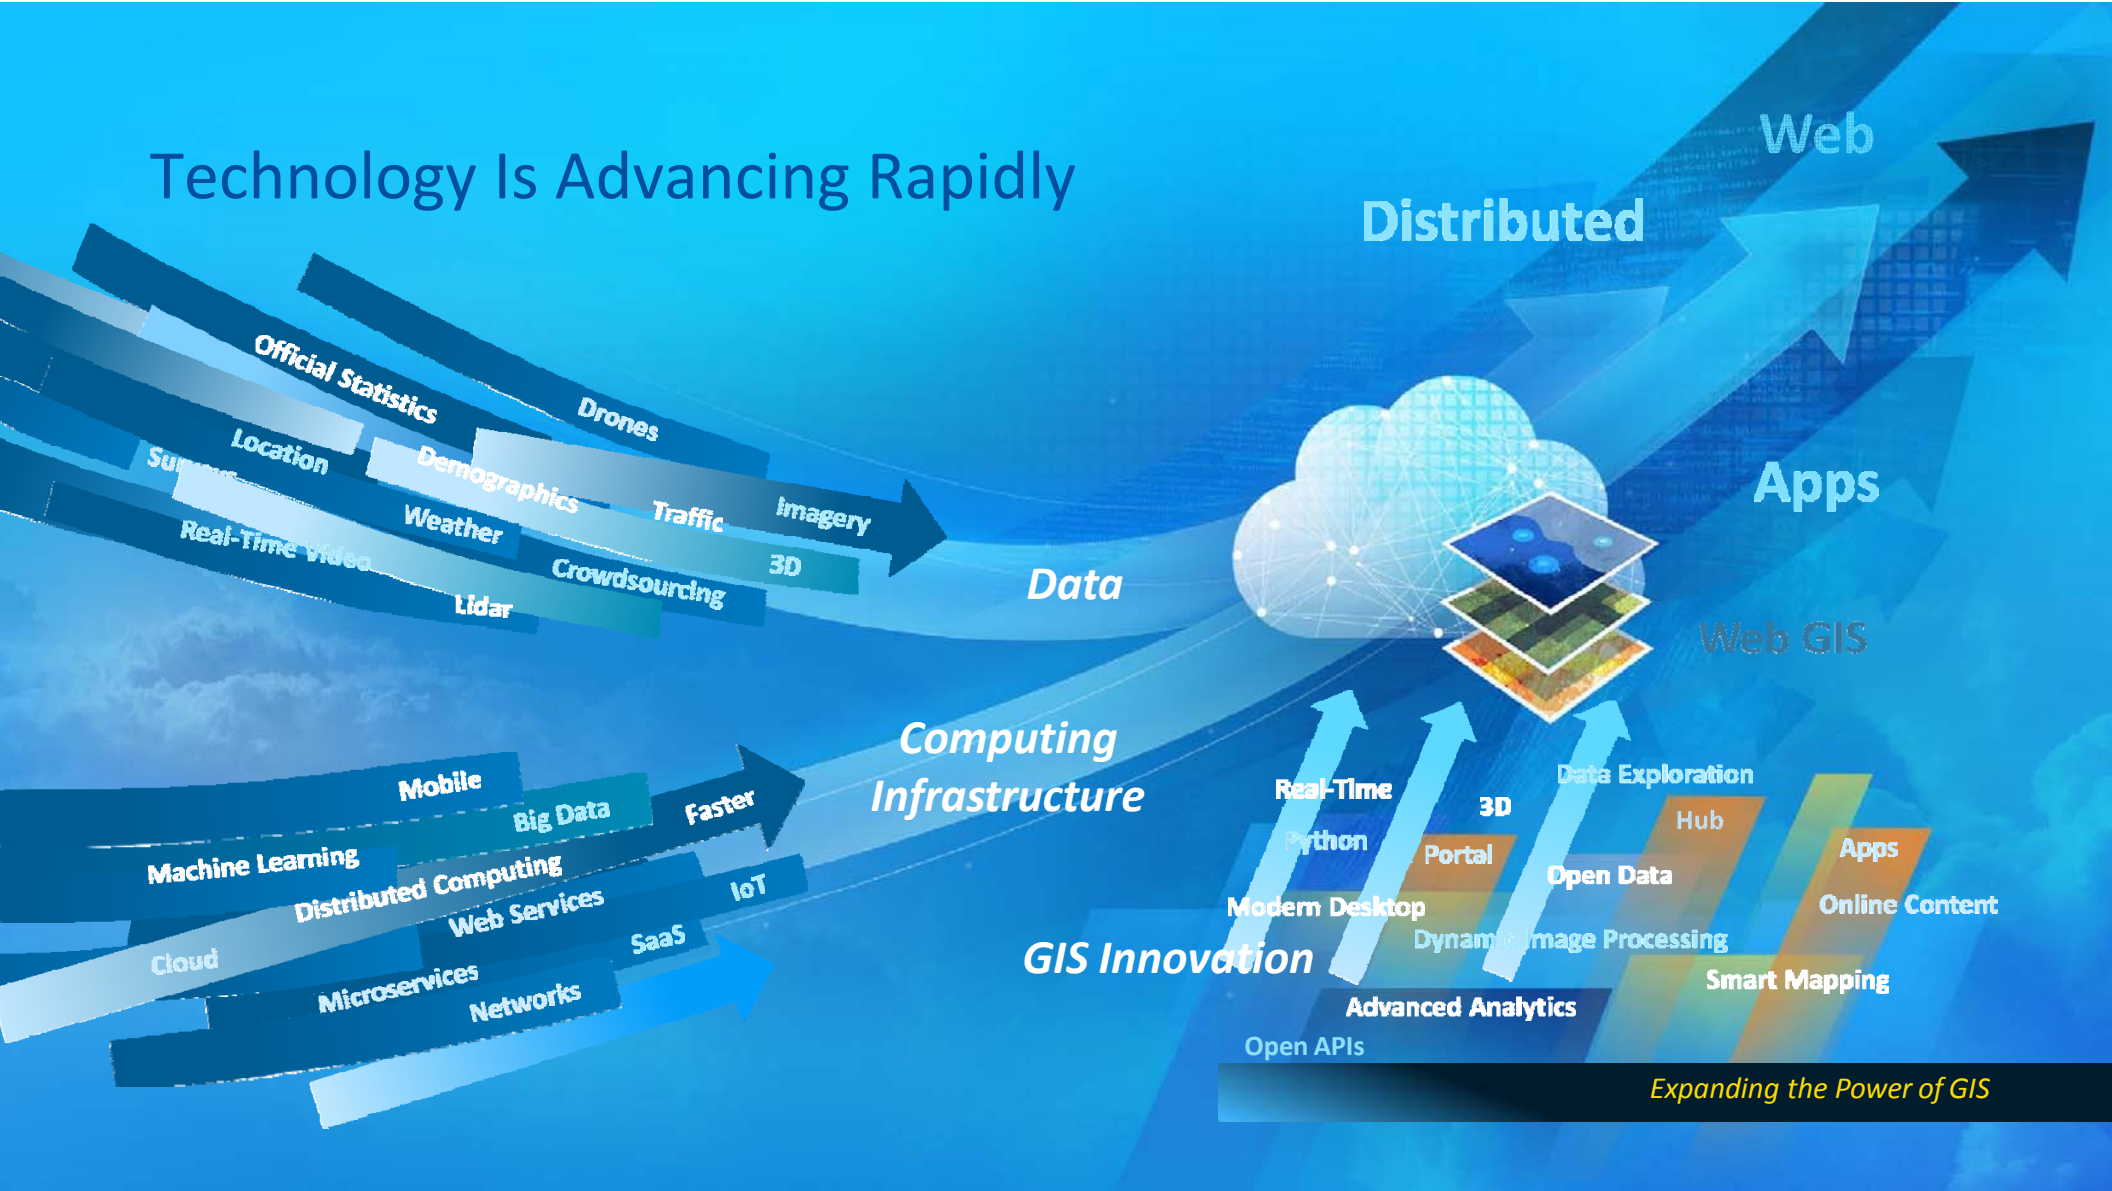 Web
Technology Is Advancing Rapidly
Distributed
Official Statistics
Drones
Location
Demographics
Apps
Imagery
Traffic
Weather
Real-Time Video
3D
Crowdsourcing
Data
Lidar
Web GIS
Computing
Infrastructure
Mobile
Big Data
Faster
Machine Learning
Distributed Computing
IoT
Web Services
SaaS
Cloud
Microservices
Networks
Real-Time
3D
Data Exploration
Hub
Python
Portal
Apps
Open Data
Modern Desktop
Online Content
Dynamic Image Processing
GIS Innovation
Smart Mapping
Advanced Analytics
Open APIs
Expanding the Power of GIS